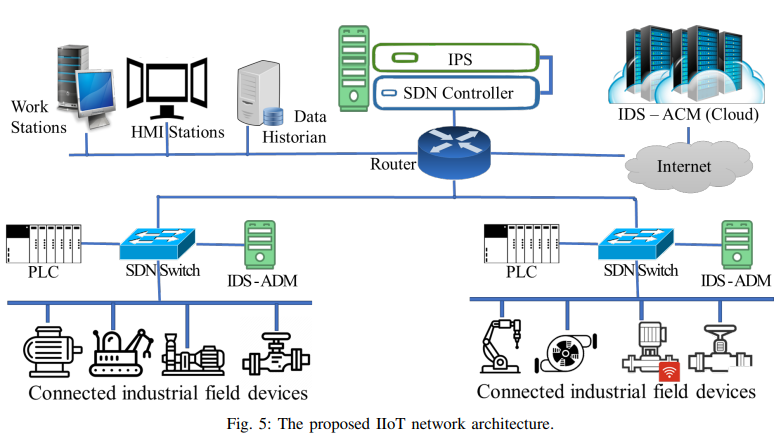 IPS
SDN Controller
Work
Stations
HMI Stations
Data
Historian
IDS – ACM (Cloud)
Router
Internet
PLC
SDN Switch
IDS-ADM
PLC
SDN Switch
IDS-ADM
Connected industrial field devices
Connected industrial field devices
Fig. 5: The proposed IIoT network architecture.